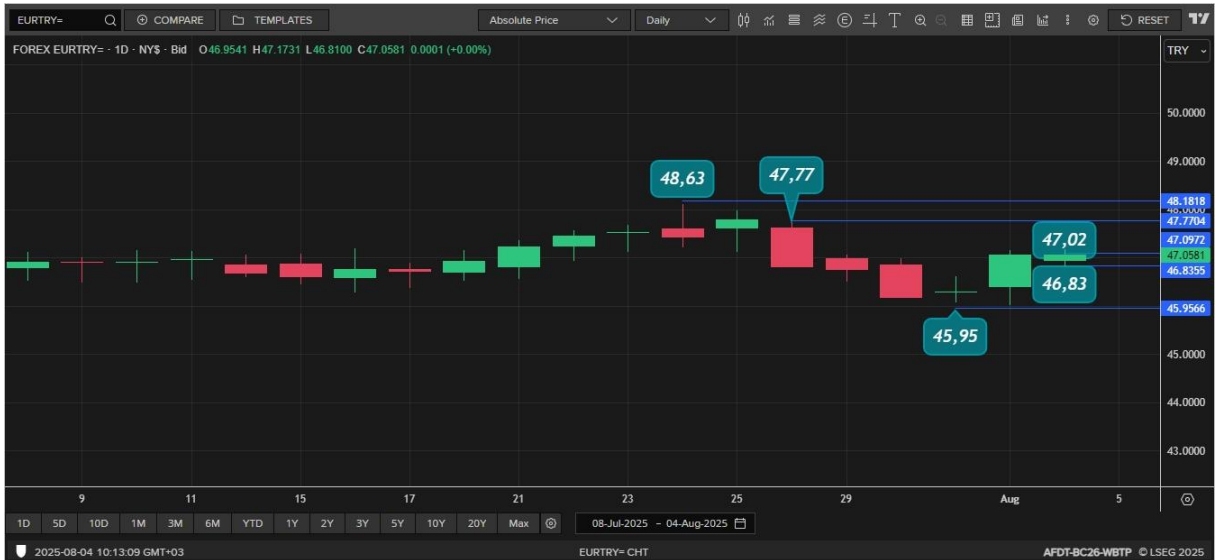 EURTRY= COMPARE TEMPLATES Absolute Price Daily E T RESET
FOREX EURTRY= · 1D · NY$ · Bid O46.9541 H47.1731 L46.8100 C47.0581 0.0001 (+0.00%)
TRY
50.0000
49.0000
48,63
47,77
48.1818
48.0000
47.7704
47,02
47.0972
47.0581
46.8355
46,83
45.9566
45,95
45.0000
44.0000
43.0000
9 11 15 17 21 23 25 29 Aug 5
1D 5D 10D 1M 3M 6M YTD 1Y 2Y 3Y 5Y 10Y 20Y Max 08-Jul-2025 - 04-Aug-2025
2025-08-04 10:13:09 GMT+03 EURTRY= CHT AFDT-BC26-WBTP © LSEG 2025